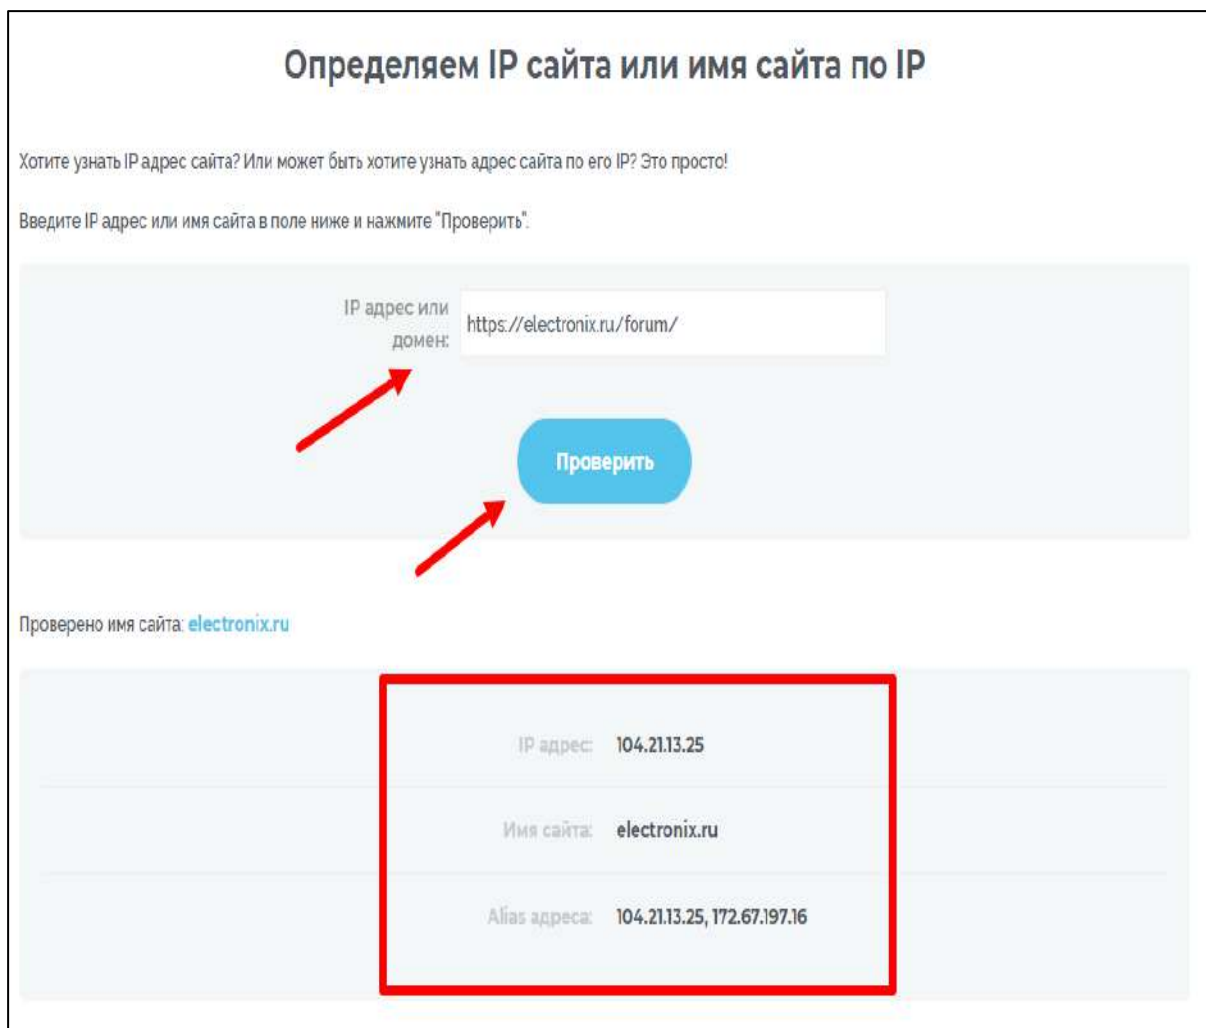 Определяем IP сайта или имя сайта по IP
Хотите узнать IP адрес сайта? Или может быть хотите узнать адрес сайта по его IP? Это просто!
Введите IP адрес или имя сайта в поле ниже и нажмите "Проверить".
IP адрес или
домен:
https://electronix.ru/forum/
Проверить
Проверено имя сайта: electronix.ru
IP адрес: 104.21.13.25
Имя сайта: electronix.ru
Alias адреса: 104.21.13.25, 172.67.197.16